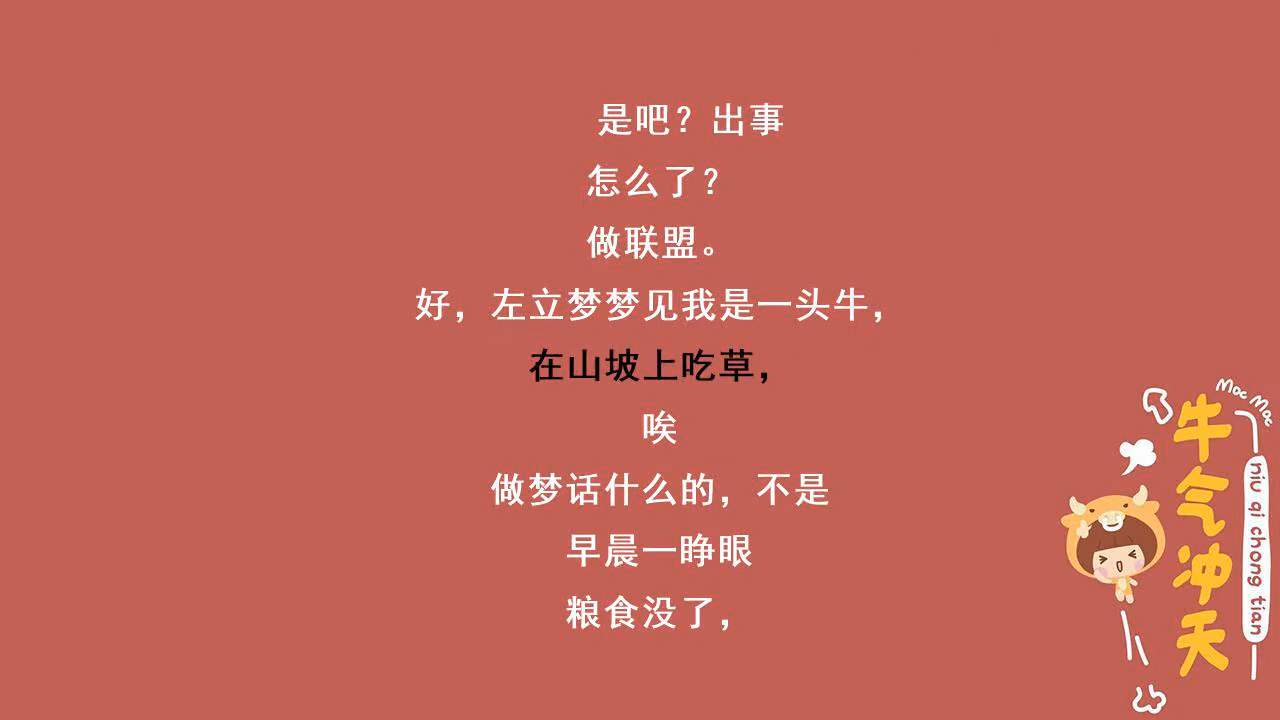 是吧？出事
怎么了？
做联盟。
好，左立梦梦见我是一头牛，
在山坡上吃草，
唉
做梦话什么的，不是
早晨一睁眼
粮食没了，
Moc Moc
牛气冲天
niu qi chong tian